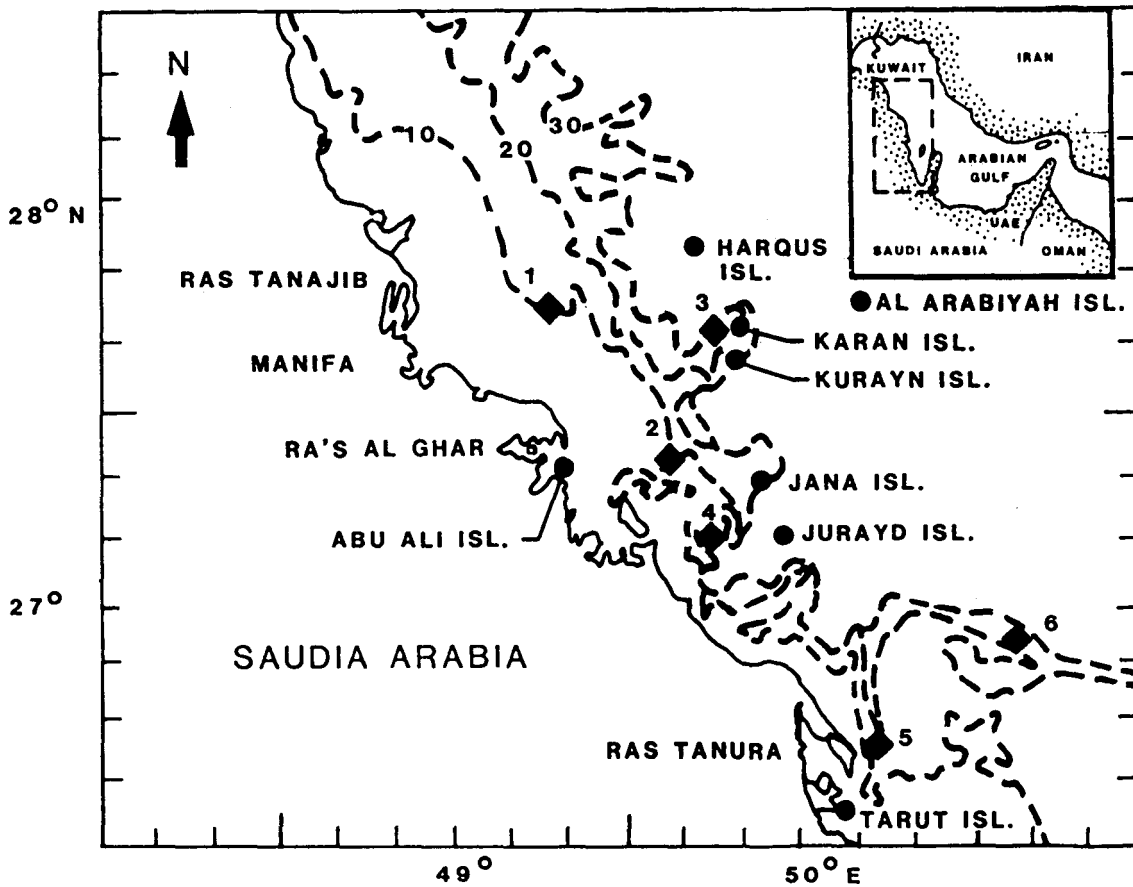 N
10
20
30
28° N
RAS TANAJIB
MANIFA
RA'S AL GHAR
5
ABU ALI ISL.
1
2
3
4
HARQUS
ISL.
AL ARABIYAH ISL.
KARAN ISL.
KURAYN ISL.
JANA ISL.
JURAYD ISL.
27°
SAUDIA ARABIA
6
5
RAS TANURA
TARUT ISL.
49°
50° E
KUWAIT
IRAN
ARABIAN
GULF
UAE
SAUDI ARABIA
OMAN